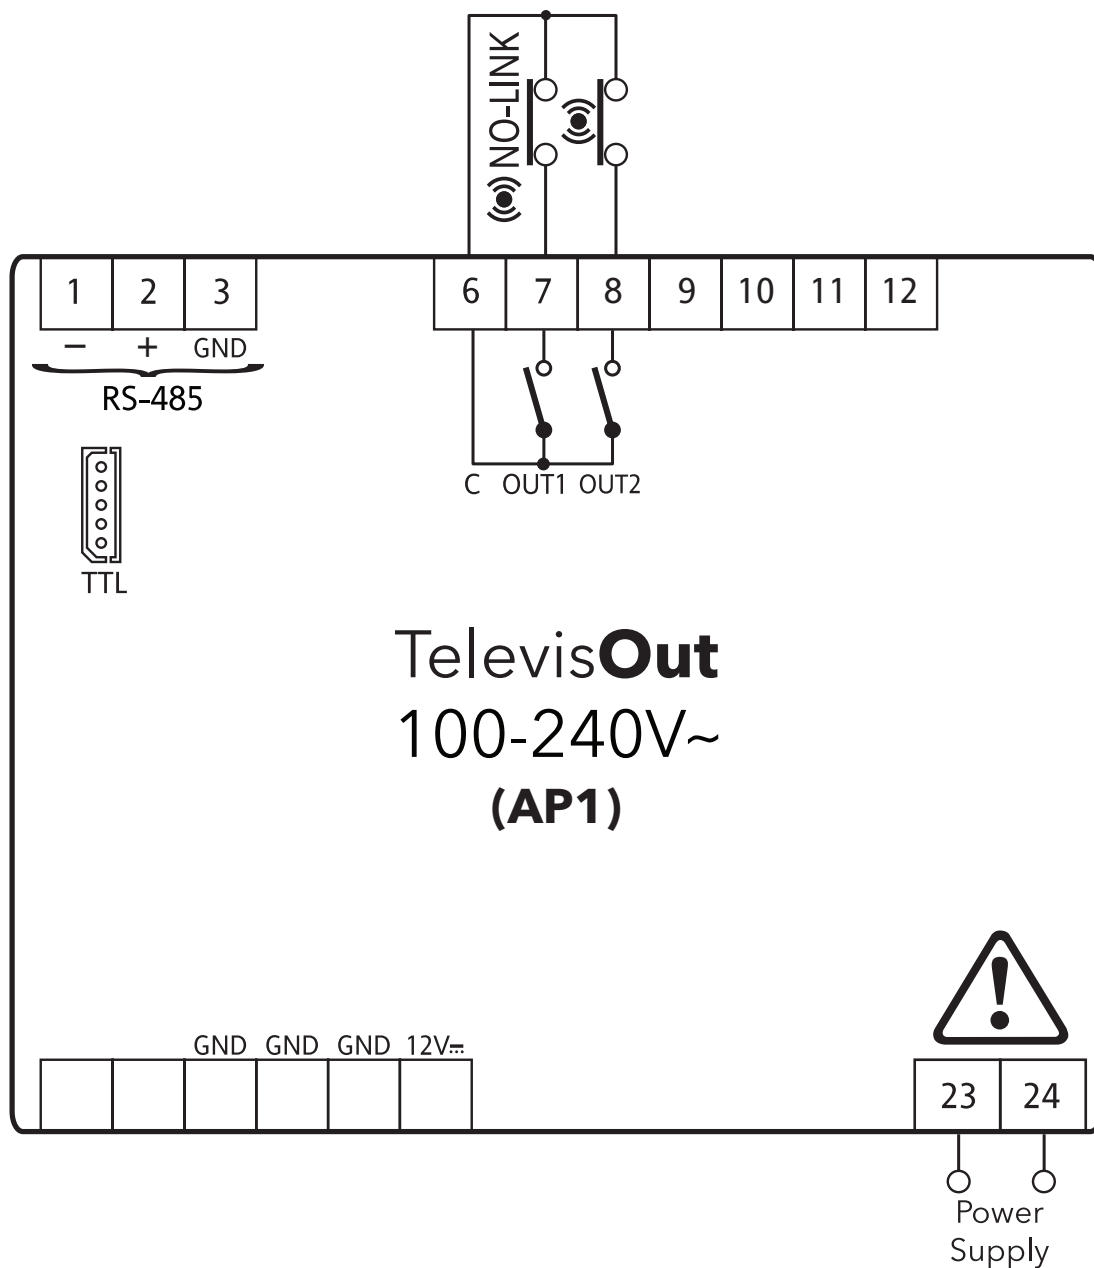 NO-LINK
1 2 3
6 7 8 9 10 11 12
− + GND
RS-485
C OUT1 OUT2
TTL
TelevisOut
100-240V~
(AP1)
GND GND GND 12V⎓
23 24
Power
Supply